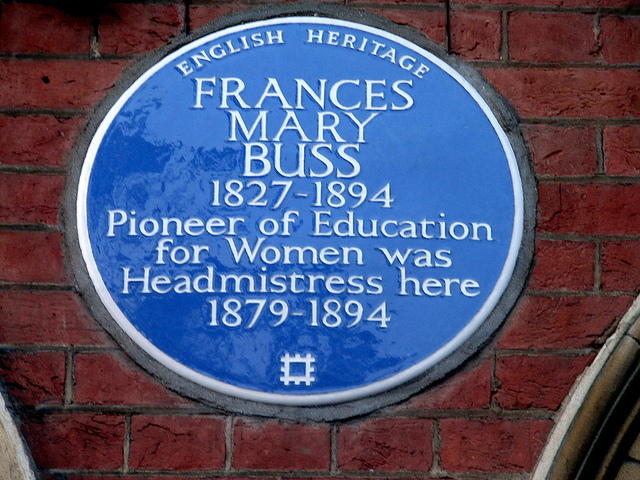 ENGLISH HERITAGE
FRANCES
MARY
BUSS
1827-1894
Pioneer of Education
for Women was
Headmistress here
1879-1894